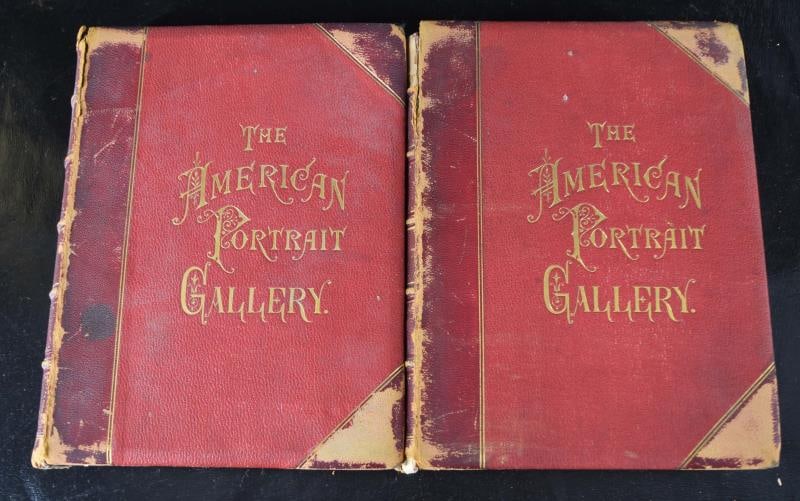 THE
AMERICAN
PORTRAIT
GALLERY.
THE
AMERICAN
PORTRAIT
GALLERY.